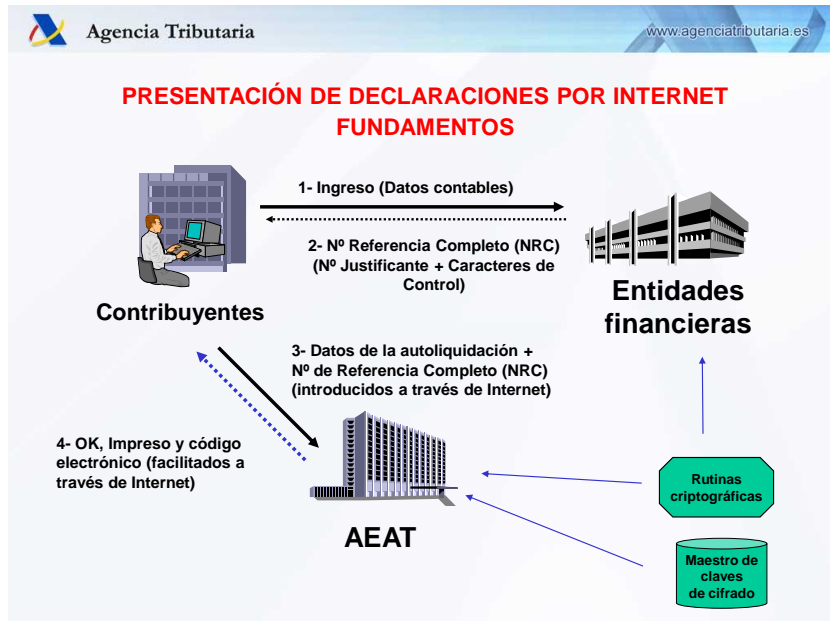 Agencia Tributaria
www.agenciatributaria.es
PRESENTACIÓN DE DECLARACIONES POR INTERNET
FUNDAMENTOS
1- Ingreso (Datos contables)
2- Nº Referencia Completo (NRC)
(Nº Justificante + Caracteres de
Control)
Contribuyentes
Entidades
financieras
3- Datos de la autoliquidación +
Nº de Referencia Completo (NRC)
(introducidos a través de Internet)
4- OK, Impreso y código
electrónico (facilitados a
través de Internet)
AEAT
Rutinas
criptográficas
Maestro de
claves
de cifrado